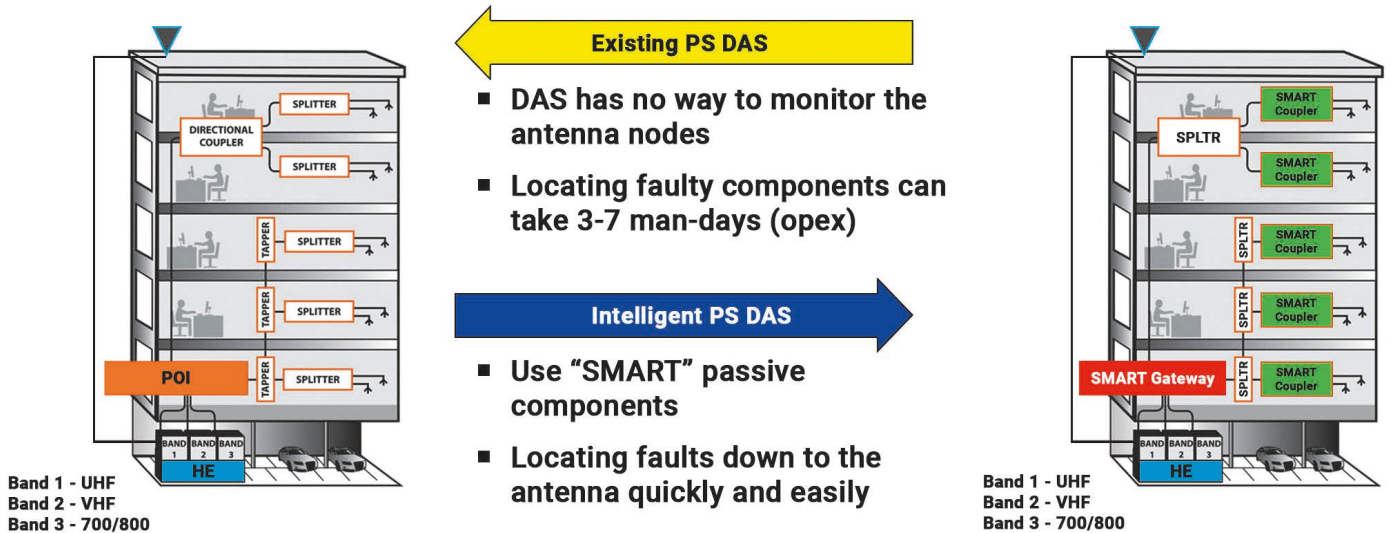 Existing PS DAS
▪ DAS has no way to monitor the
antenna nodes
▪ Locating faulty components can
take 3-7 man-days (opex)
Intelligent PS DAS
▪ Use “SMART” passive
components
▪ Locating faults down to the
antenna quickly and easily
SPLITTER
DIRECTIONAL
COUPLER
SPLITTER
TAPPER
SPLITTER
TAPPER
SPLITTER
POI
TAPPER
SPLITTER
BAND
1
BAND
2
BAND
3
HE
Band 1 - UHF
Band 2 - VHF
Band 3 - 700/800
SMART
Coupler
SPLTR
SMART
Coupler
SPLTR
SMART
Coupler
SPLTR
SMART
Coupler
SMART Gateway
SPLTR
SMART
Coupler
BAND
1
BAND
2
BAND
3
HE
Band 1 - UHF
Band 2 - VHF
Band 3 - 700/800